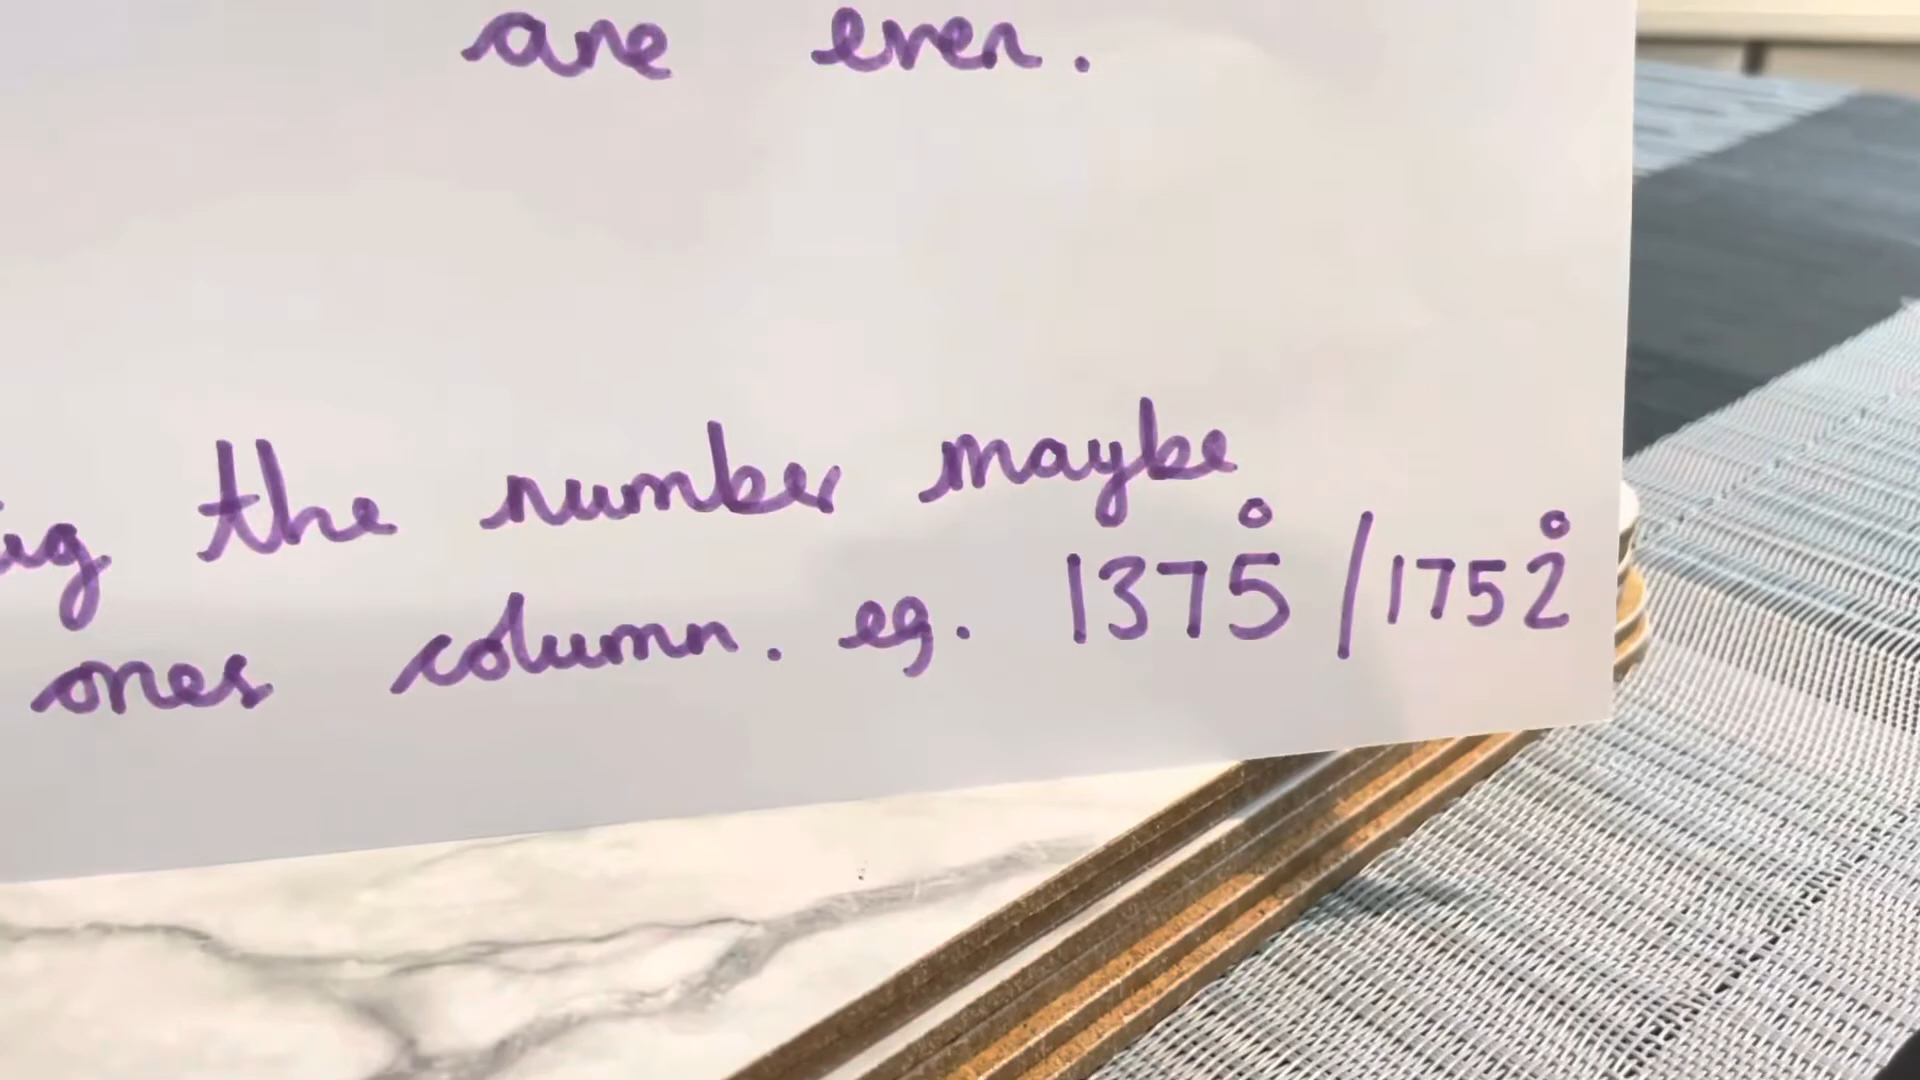 are even.
the number maybe
ones column. eg. 1375 / 1752
o o